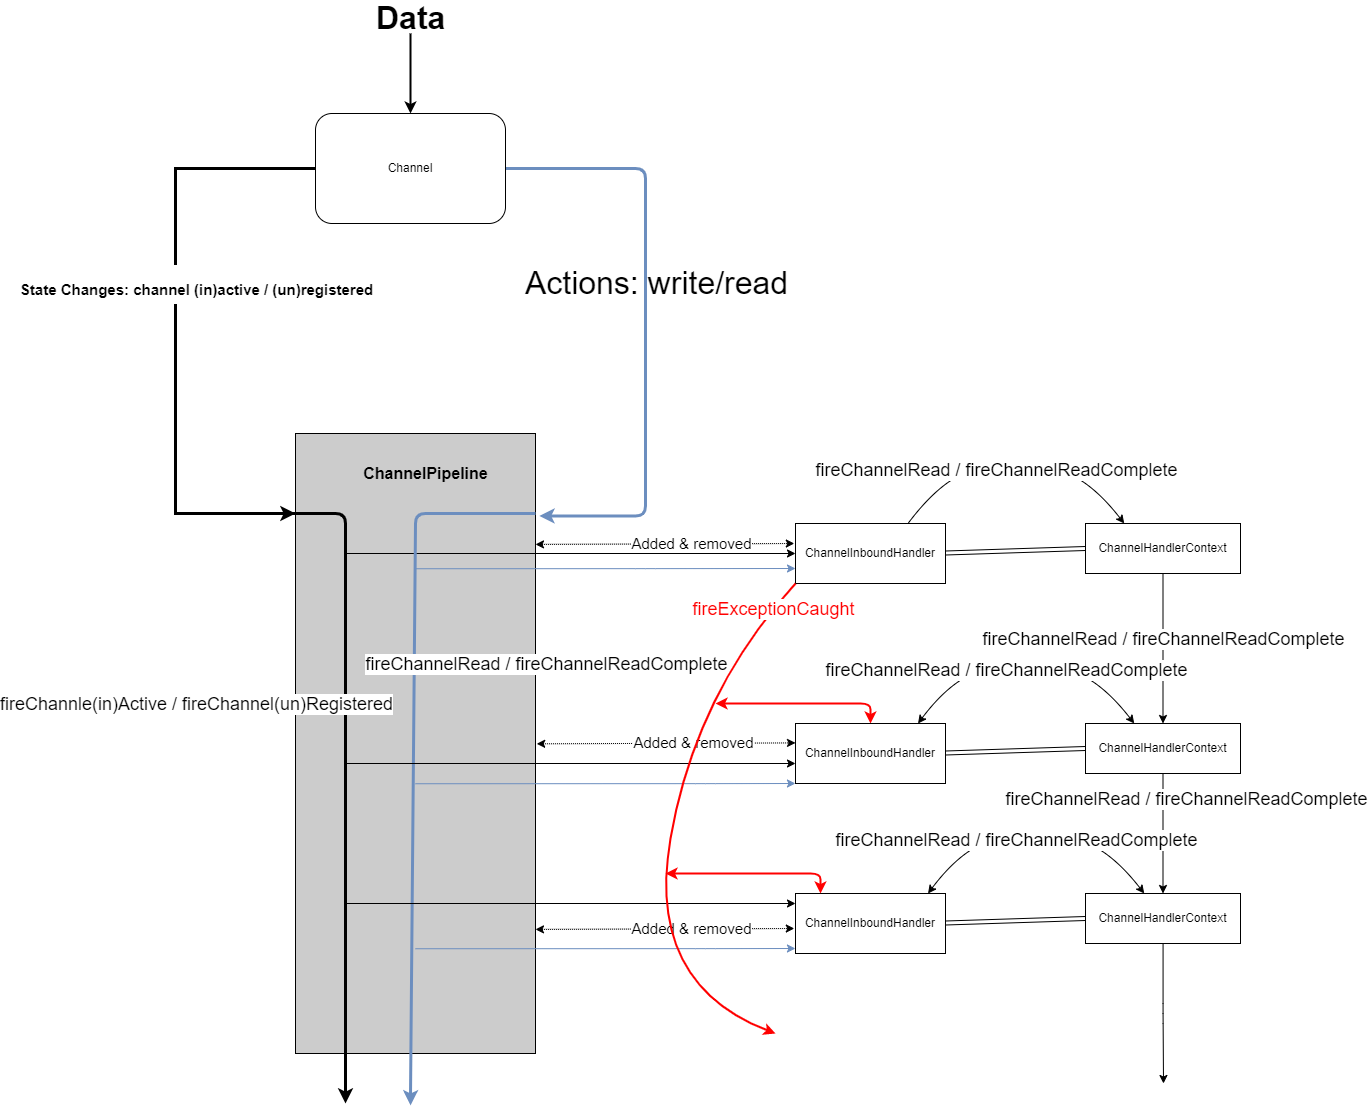 Data
Channel
State Changes: channel (in)active / (un)registered
Actions: write/read
ChannelPipeline
fireChannelRead / fireChannelReadComplete
Added & removed
ChannelInboundHandler
ChannelHandlerContext
fireExceptionCaught
fireChannelRead / fireChannelReadComplete
fireChannelRead / fireChannelReadComplete
fireChannelRead / fireChannelReadComplete
fireChannle(in)Active / fireChannel(un)Registered
Added & removed
ChannelInboundHandler
ChannelHandlerContext
fireChannelRead / fireChannelReadComplete
fireChannelRead / fireChannelReadComplete
Added & removed
ChannelInboundHandler
ChannelHandlerContext